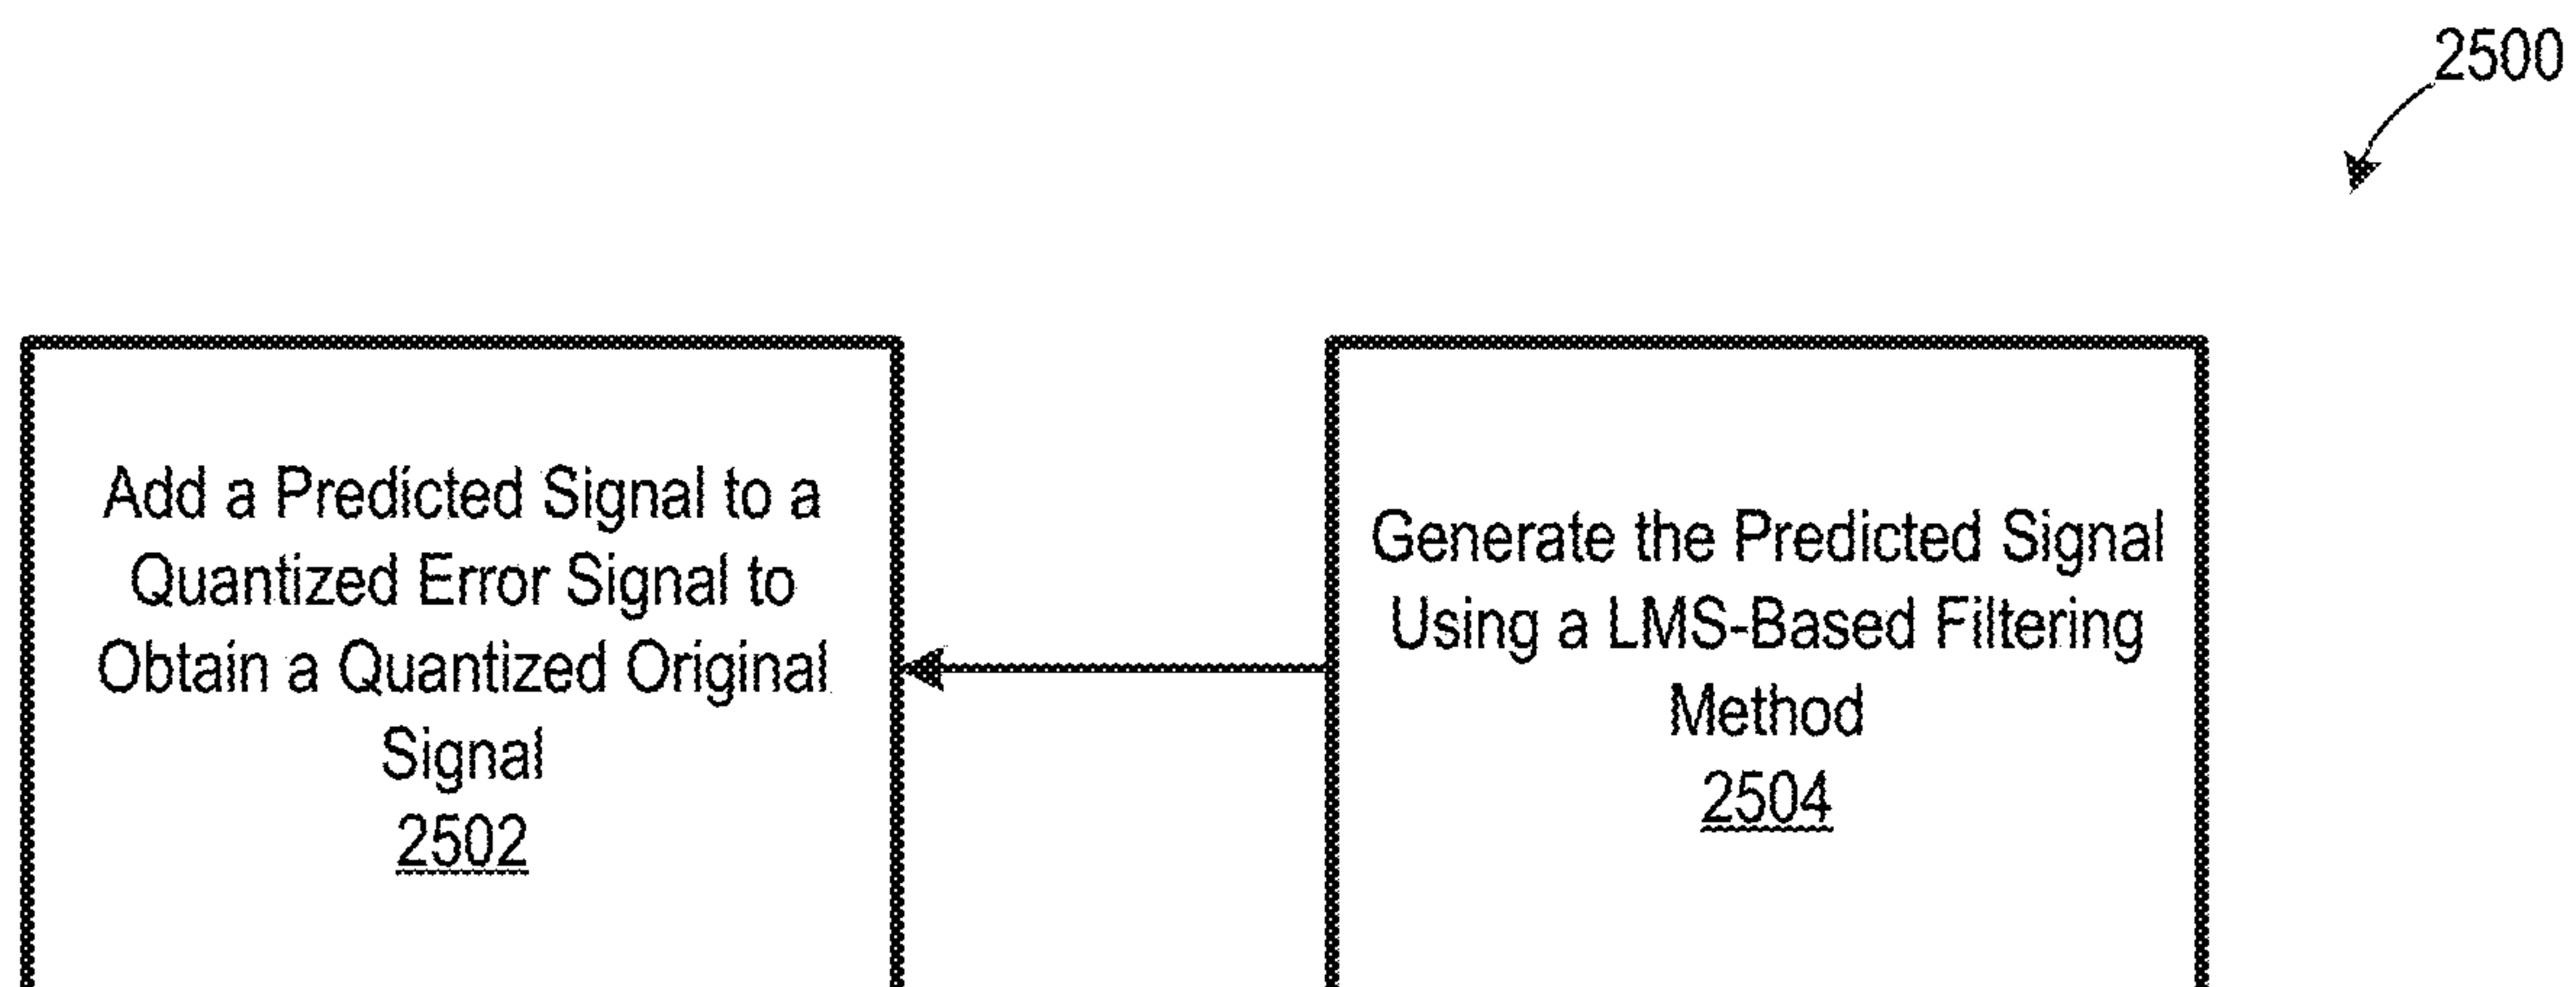 2500
Add a Predicted Signal to a
Quantized Error Signal to
Obtain a Quantized Original
Signal
2502
Generate the Predicted Signal
Using a LMS-Based Filtering
Method
2504